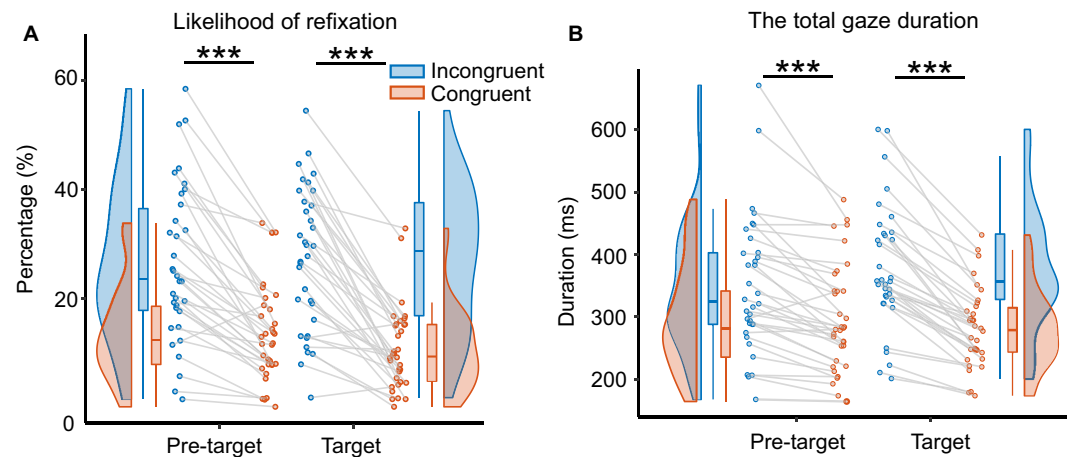 A
Likelihood of refixation
Percentage (%)
60
40
20
0
***
***
Incongruent
Congruent
Pre-target
Target
B
The total gaze duration
Duration (ms)
600
500
400
300
200
***
***
Pre-target
Target